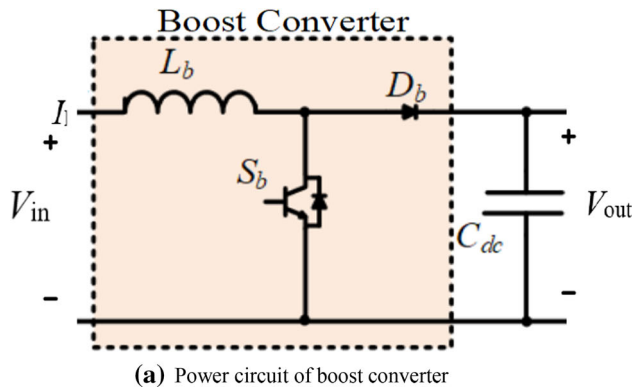 Boost Converter
L_b
D_b
I_l
+
+
S_b
V_in
V_out
C_dc
-
-
(a) Power circuit of boost converter